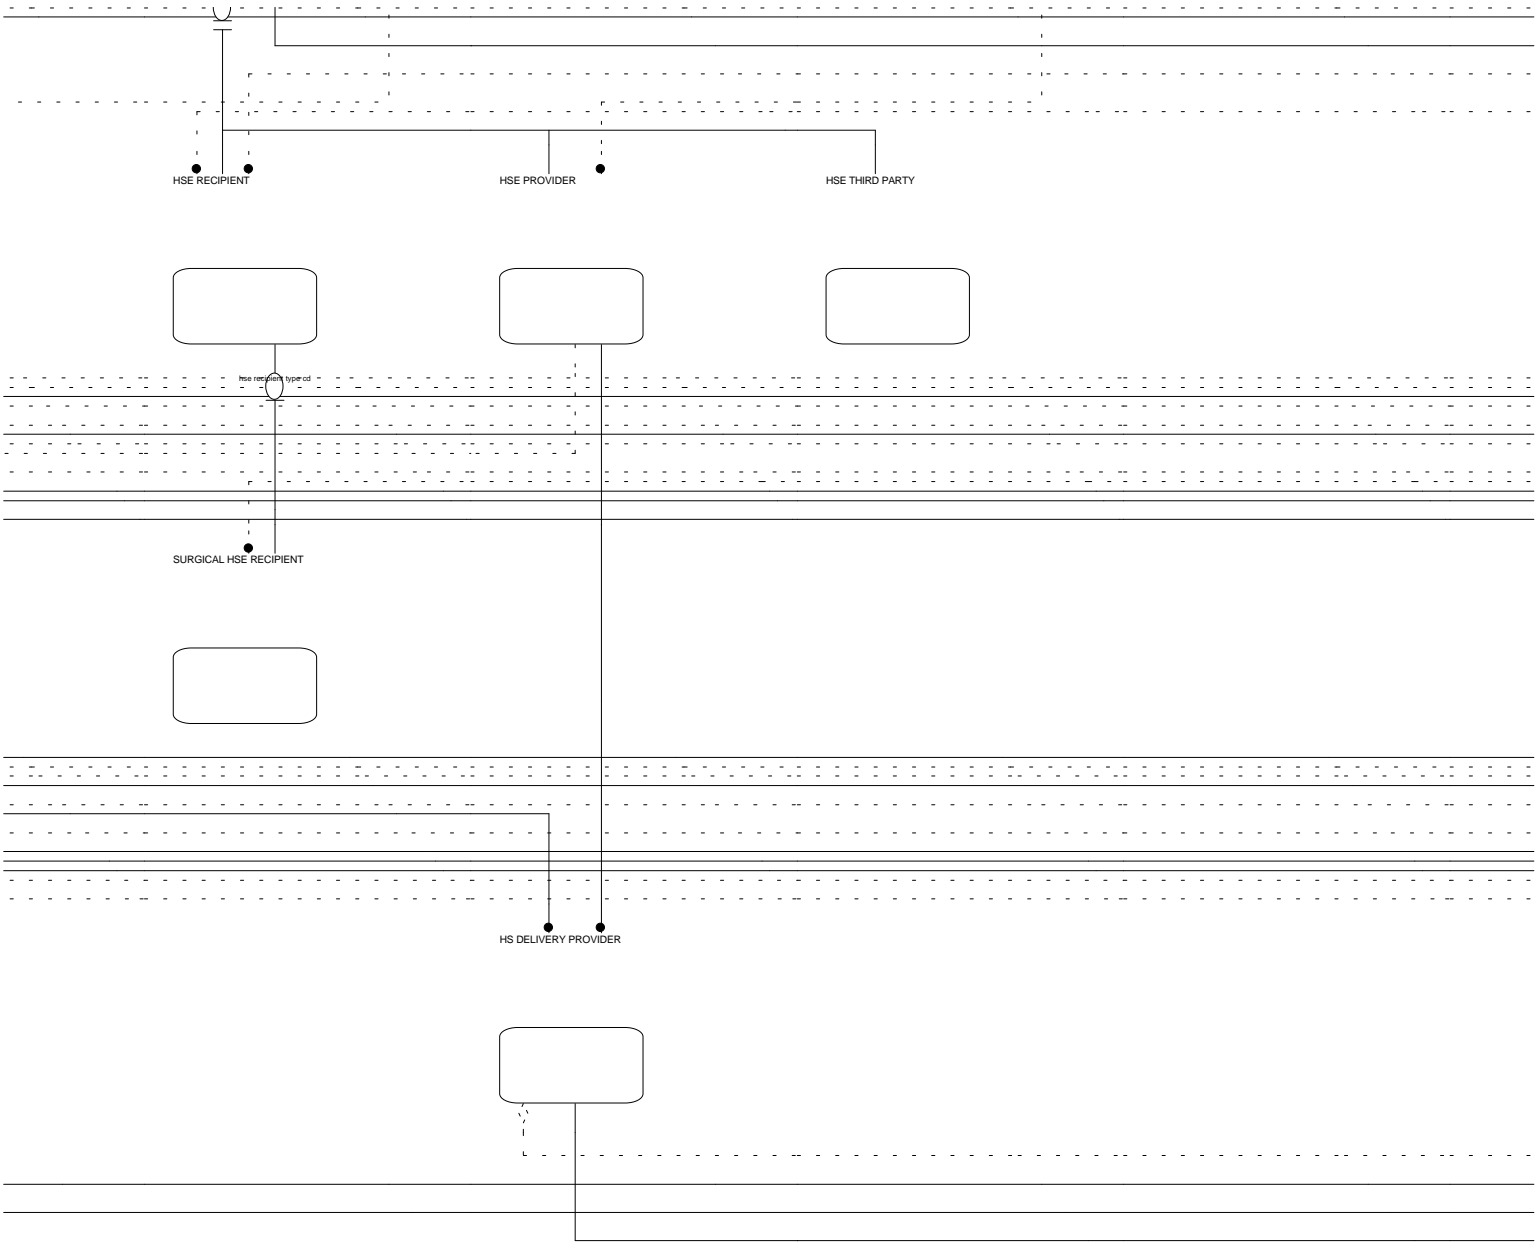 HSE RECIPIENT
HSE PROVIDER
HSE THIRD PARTY
hse recipient type cd
SURGICAL HSE RECIPIENT
HS DELIVERY PROVIDER